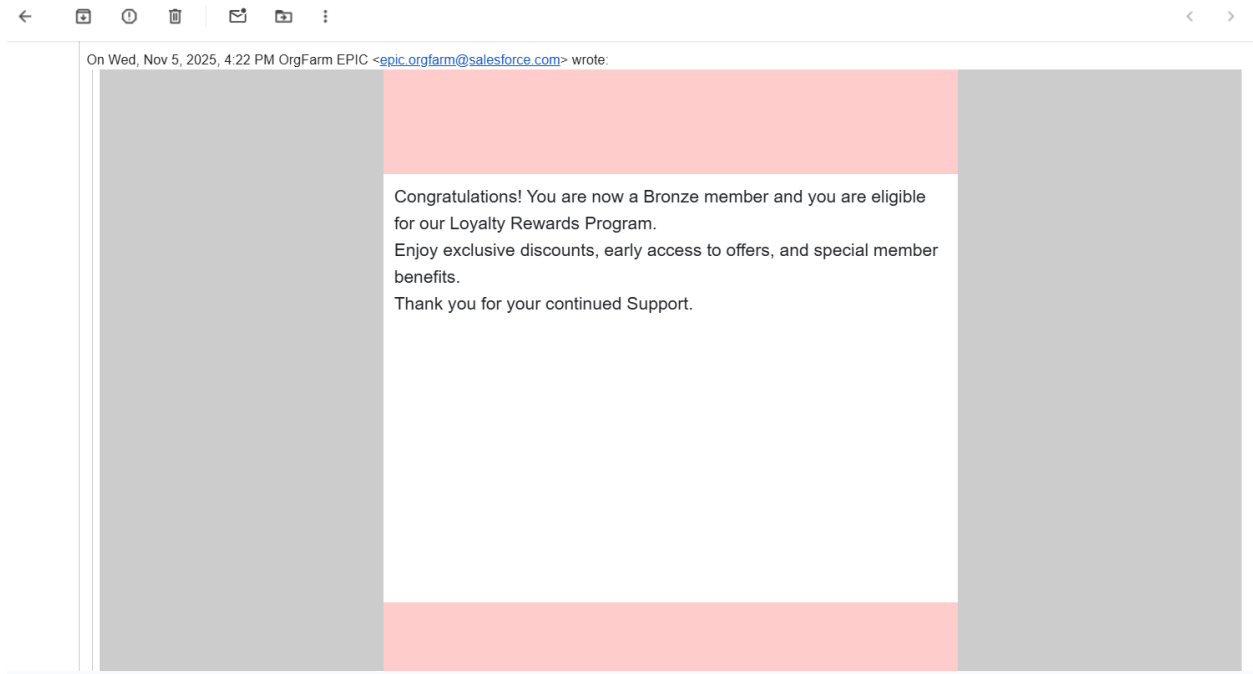 On Wed, Nov 5, 2025, 4:22 PM OrgFarm EPIC <epic.orgfarm@salesforce.com> wrote:
Congratulations! You are now a Bronze member and you are eligible
for our Loyalty Rewards Program.
Enjoy exclusive discounts, early access to offers, and special member
benefits.
Thank you for your continued Support.